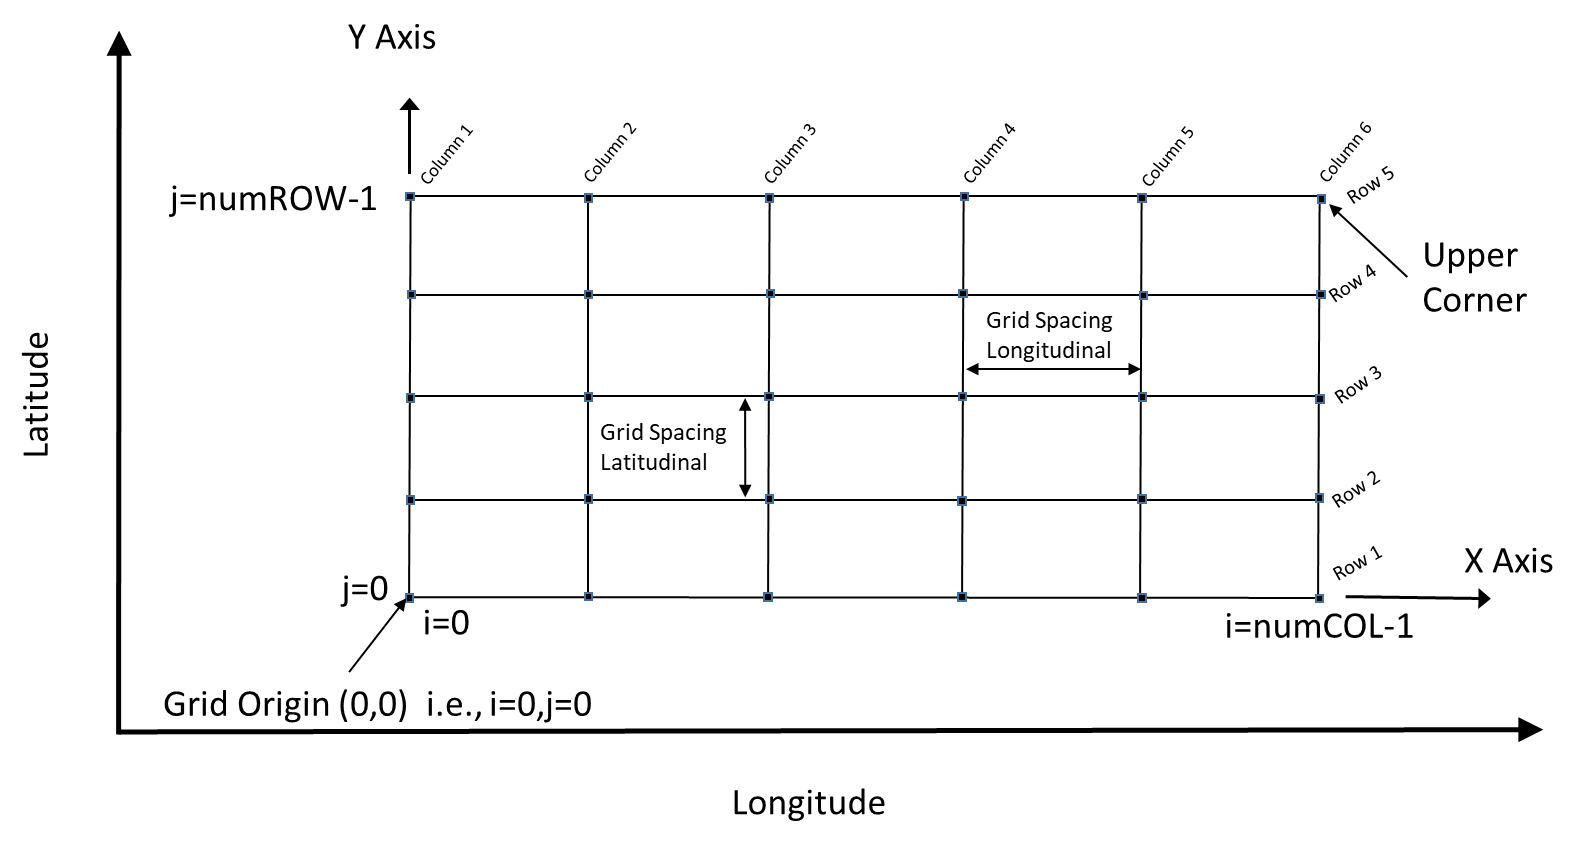 Y Axis
Column 1
Column 2
Column 3
Column 4
Column 5
Column 6
j=numROW-1
Row 5
Upper
Corner
Row 4
Grid Spacing
Longitudinal
Latitude
Row 3
Grid Spacing
Latitudinal
Row 2
Row 1
X Axis
j=0
i=0
i=numCOL-1
Grid Origin (0,0)  i.e., i=0,j=0
Longitude